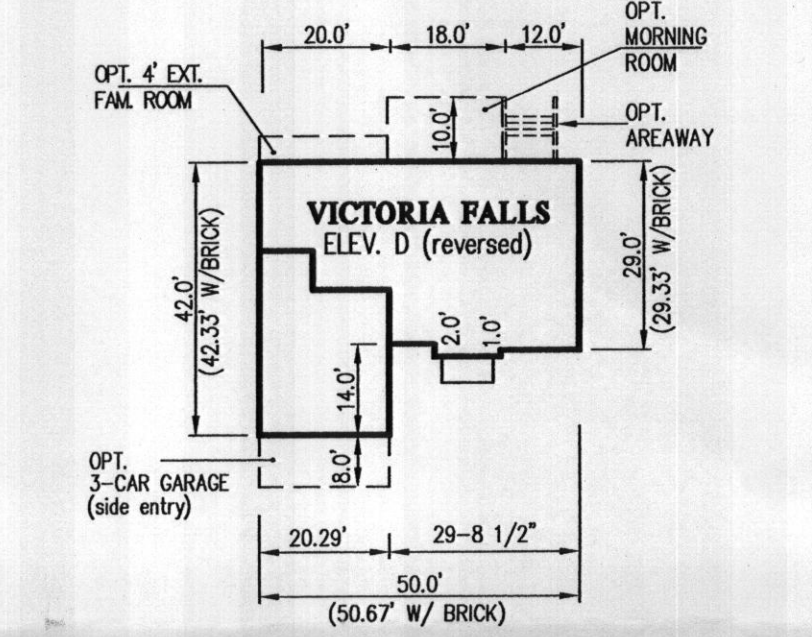 OPT.
MORNING
ROOM
20.0'
18.0'
12.0'
OPT. 4' EXT.
FAM. ROOM
10.0'
OPT.
AREAWAY
VICTORIA FALLS
ELEV. D (reversed)
42.0'
(42.33' W/BRICK)
29.0'
(29.33' W/BRICK)
2.0'
1.0'
14.0'
8.0'
OPT.
3-CAR GARAGE
(side entry)
20.29'
29-8 1/2"
50.0'
(50.67' W/ BRICK)